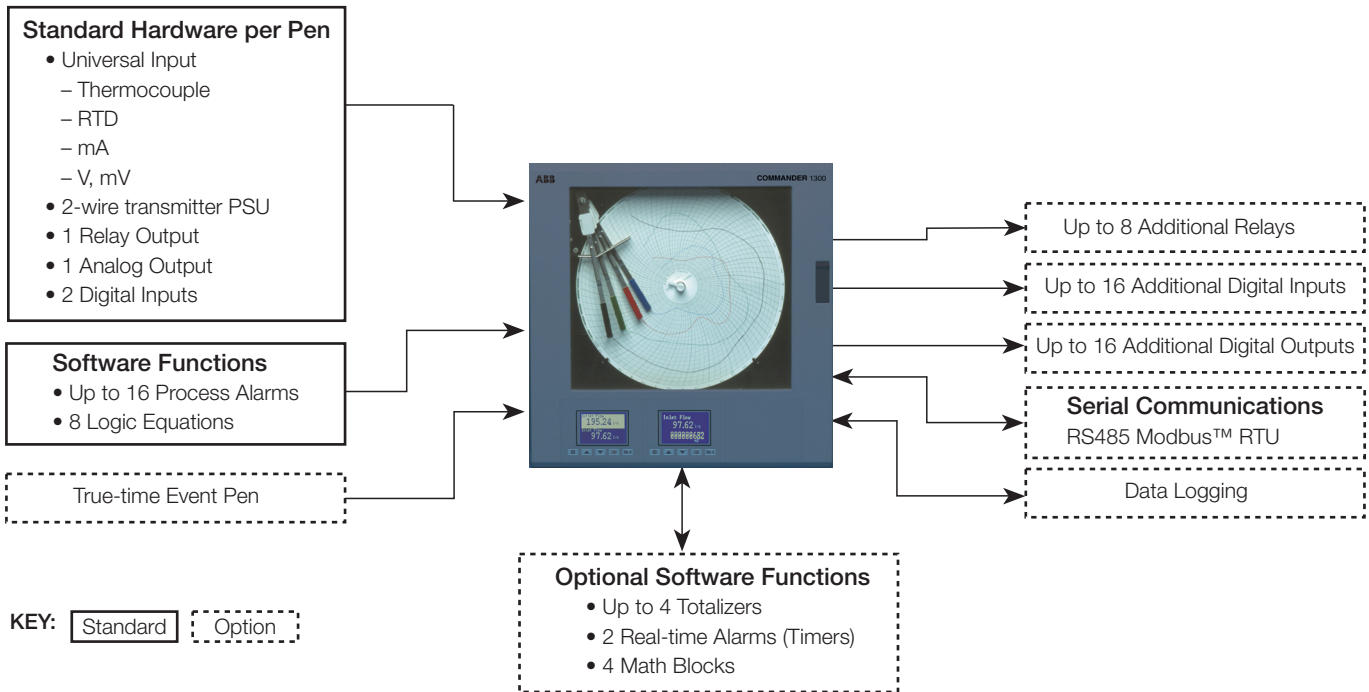 Standard Hardware per Pen
• Universal Input
– Thermocouple
– RTD
– mA
– V, mV
• 2-wire transmitter PSU
• 1 Relay Output
• 1 Analog Output
• 2 Digital Inputs
Software Functions
• Up to 16 Process Alarms
• 8 Logic Equations
True-time Event Pen
KEY: Standard Option
ABB COMMANDER 1300
195.24
97.62
Inlet Flow
97.62
Optional Software Functions
• Up to 4 Totalizers
• 2 Real-time Alarms (Timers)
• 4 Math Blocks
Up to 8 Additional Relays
Up to 16 Additional Digital Inputs
Up to 16 Additional Digital Outputs
Serial Communications
RS485 Modbus™ RTU
Data Logging